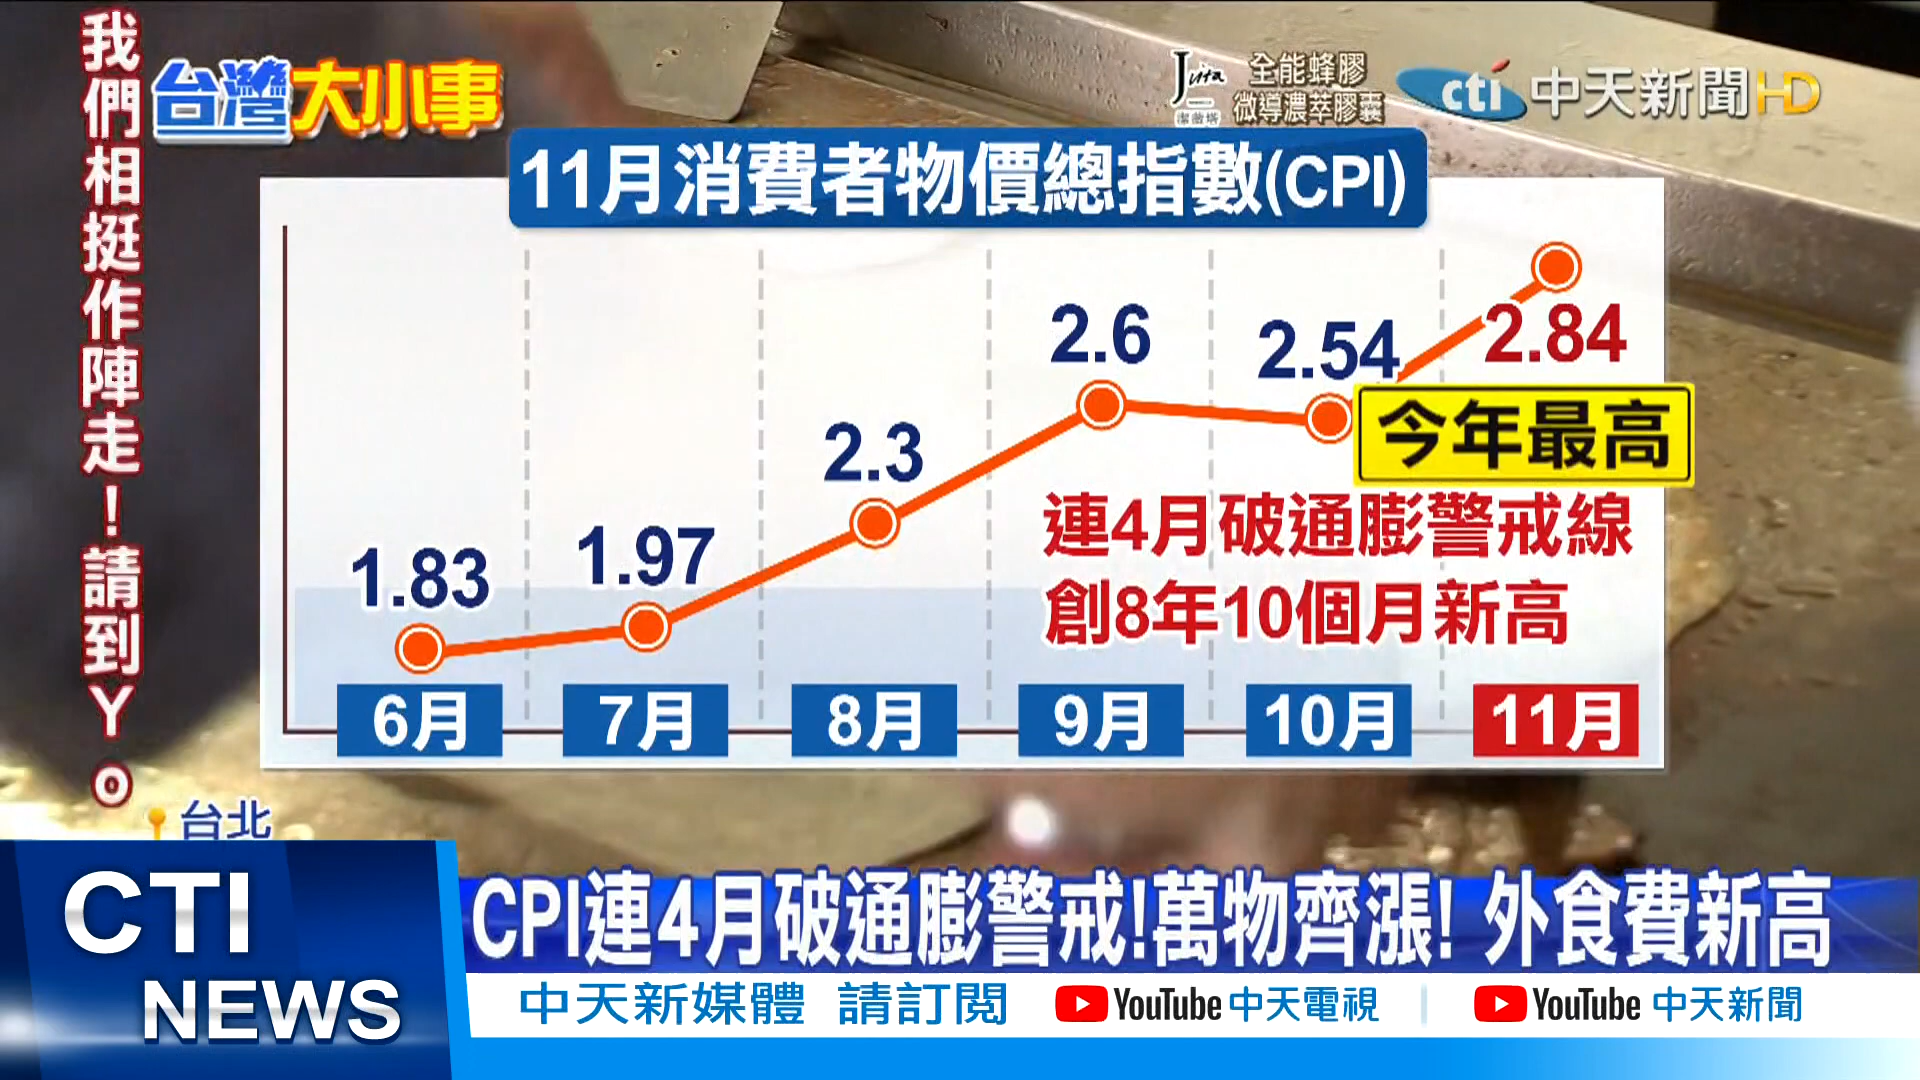 我們相挺作陣走！請到Y。
台灣大小事
Jvita
潔薇塔
全能蜂膠
微導濃萃膠囊
cti 中天新聞HD
11月消費者物價總指數(CPI)
1.83
1.97
2.3
2.6
2.54
2.84
今年最高
連4月破通膨警戒線
創8年10個月新高
6月
7月
8月
9月
10月
11月
台北
CTI
NEWS
CPI連4月破通膨警戒!萬物齊漲! 外食費新高
中天新媒體 請訂閱 YouTube 中天電視 YouTube 中天新聞